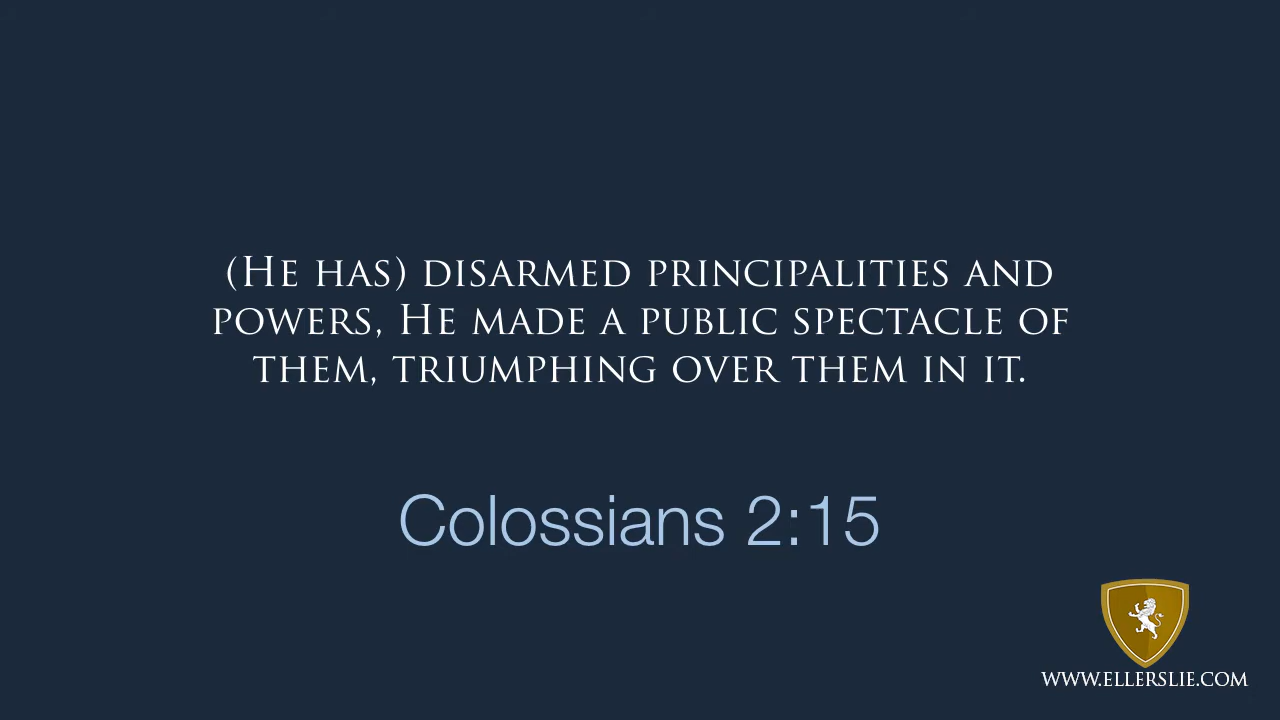 (He has) disarmed principalities and
powers, He made a public spectacle of
them, triumphing over them in it.
Colossians 2:15
www.ellerslie.com